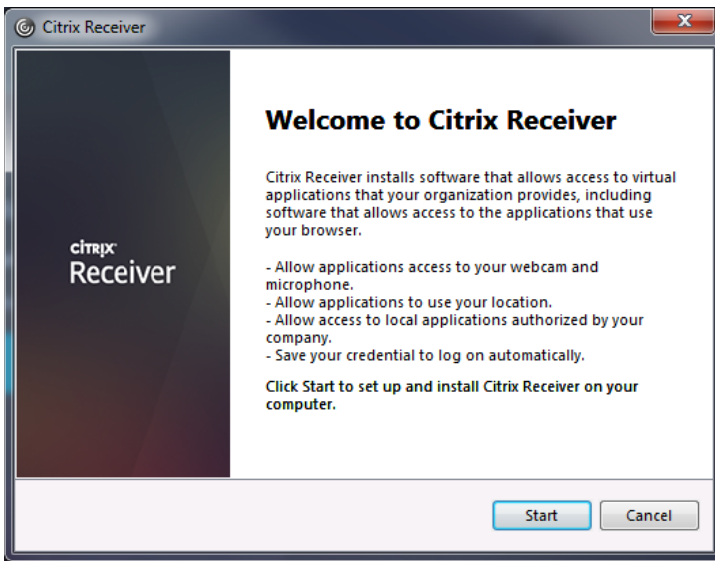 Citrix Receiver
Welcome to Citrix Receiver
Citrix Receiver installs software that allows access to virtual
applications that your organization provides, including
software that allows access to the applications that use
your browser.
- Allow applications access to your webcam and
microphone.
- Allow applications to use your location.
- Allow access to local applications authorized by your
company.
- Save your credential to log on automatically.
Click Start to set up and install Citrix Receiver on your
computer.
CITRIX
Receiver
Start
Cancel